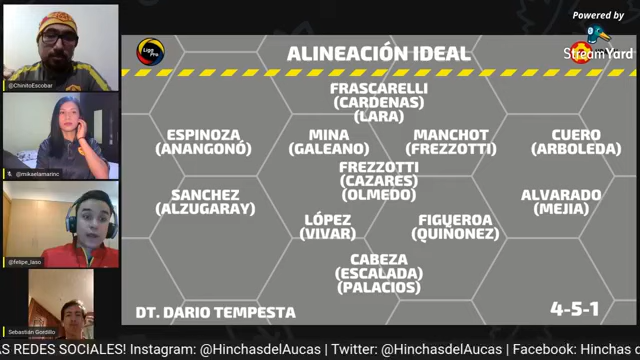 Powered by
StreamYard
Liga
Pro
ALINEACIÓN IDEAL
FRASCARELLI
(CARDENAS)
(LARA)
ESPINOZA
(ANANGONÓ)
MINA
(GALEANO)
MANCHOT
(FREZZOTTI)
CUERO
(ARBOLEDA)
FREZZOTTI
(CAZARES)
(OLMEDO)
SANCHEZ
(ALZUGARAY)
ALVARADO
(MEJIA)
LÓPEZ
(VIVAR)
FIGUEROA
(QUIÑONEZ)
CABEZA
(ESCALADA)
(PALACIOS)
DT. DARIO TEMPESTA
4-5-1
@ChinitoEscobar
@mikaelamarinc
@felipe_laso
Sebastián Gordillo
AS REDES SOCIALES! Instagram: @HinchasdelAucas | Twitter: @HinchasdelAucas | Facebook: Hinchas d